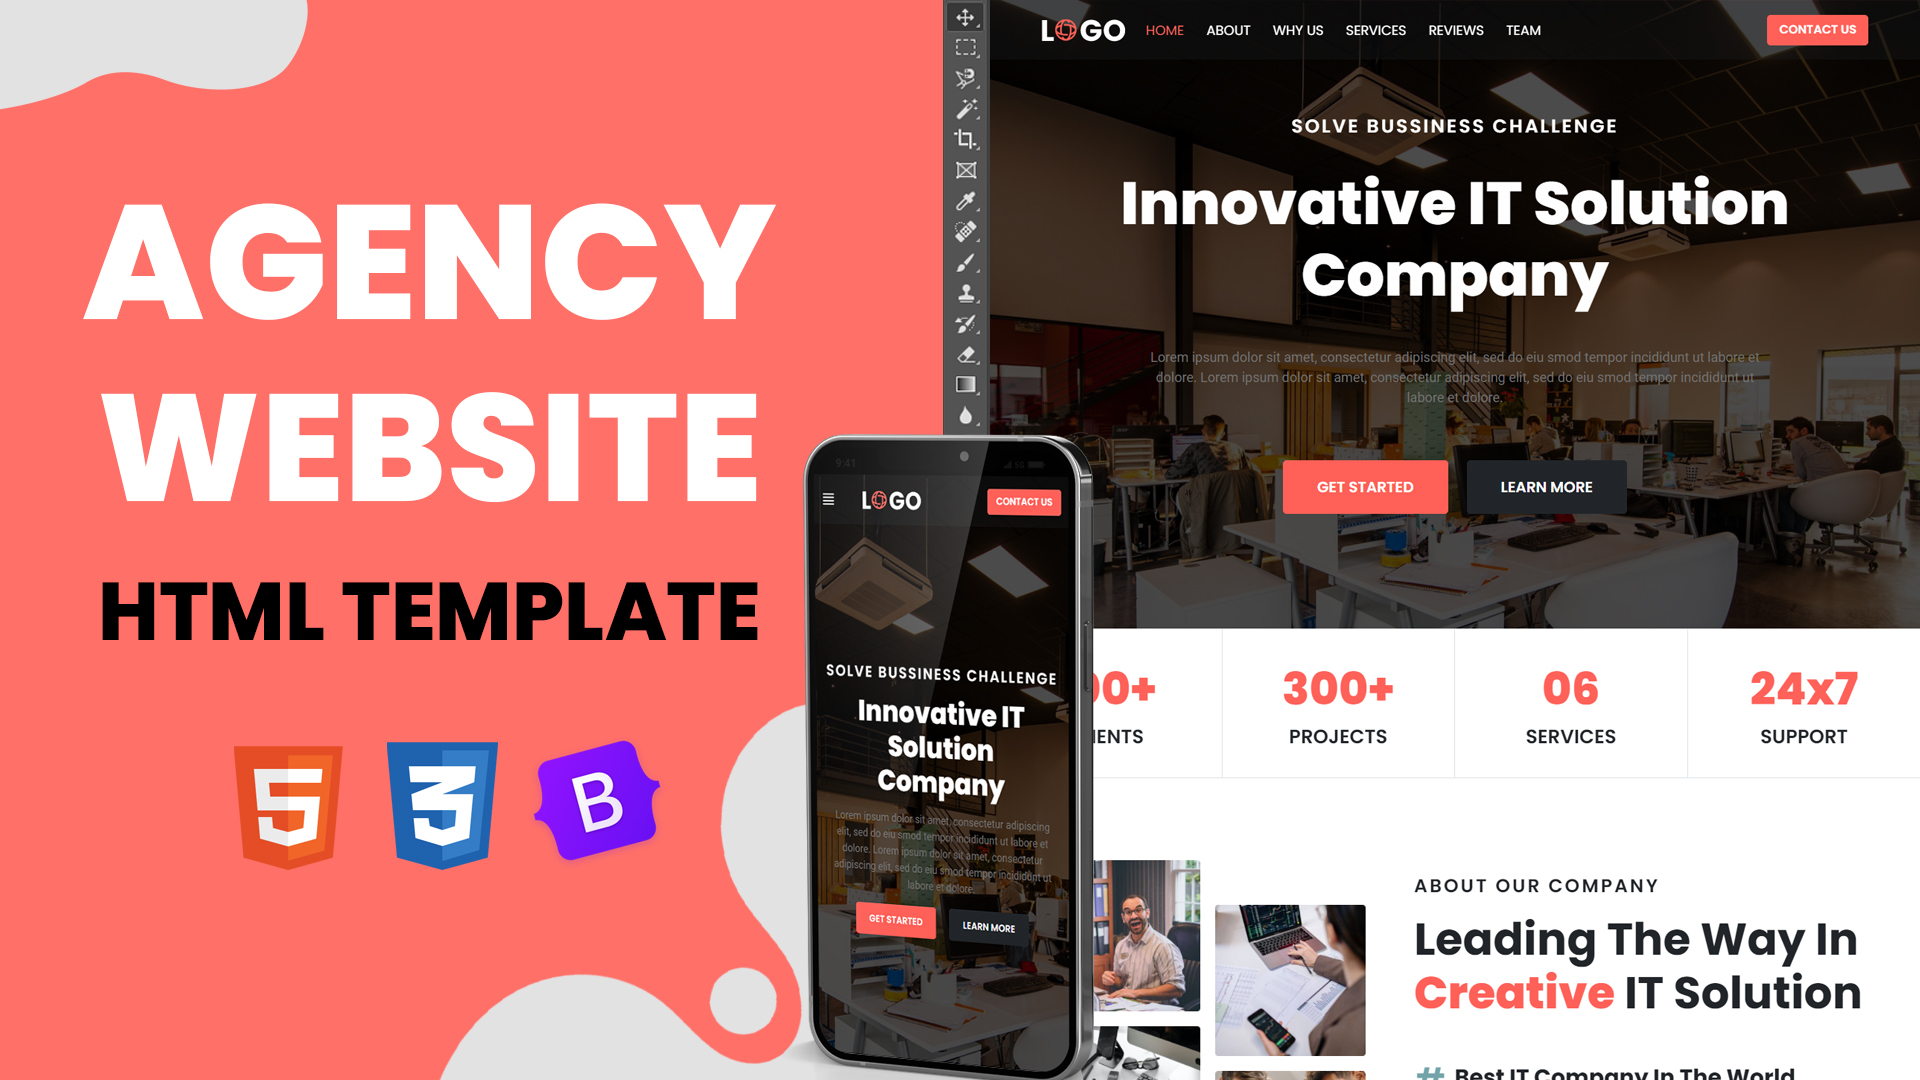 AGENCY
WEBSITE
HTML TEMPLATE
LOGO
HOME
ABOUT
WHY US
SERVICES
REVIEWS
TEAM
CONTACT US
SOLVE BUSSINESS CHALLENGE
Innovative IT Solution
Company
Lorem ipsum dolor sit amet, consectetur adipiscing elit, sed do eiu smod tempor incididunt ut labore et
dolore. Lorem ipsum dolor sit amet, consectetur adipiscing elit, sed do eiu smod tempor incididunt ut
labore et dolore.
GET STARTED
LEARN MORE
00+
IENTS
300+
PROJECTS
06
SERVICES
24x7
SUPPORT
ABOUT OUR COMPANY
Leading The Way In
Creative IT Solution
# Best IT Company In The World
9:41
5G
LOGO
CONTACT US
SOLVE BUSSINESS CHALLENGE
Innovative IT
Solution
Company
Lorem ipsum dolor sit amet, consectetur adipiscing
elit, sed do eiu smod tempor incididunt ut labore et
dolore. Lorem ipsum dolor sit amet, consectetur
adipiscing elit, sed do eiu smod tempor incididunt ut
labore et dolore.
GET STARTED
LEARN MORE
5
3
B